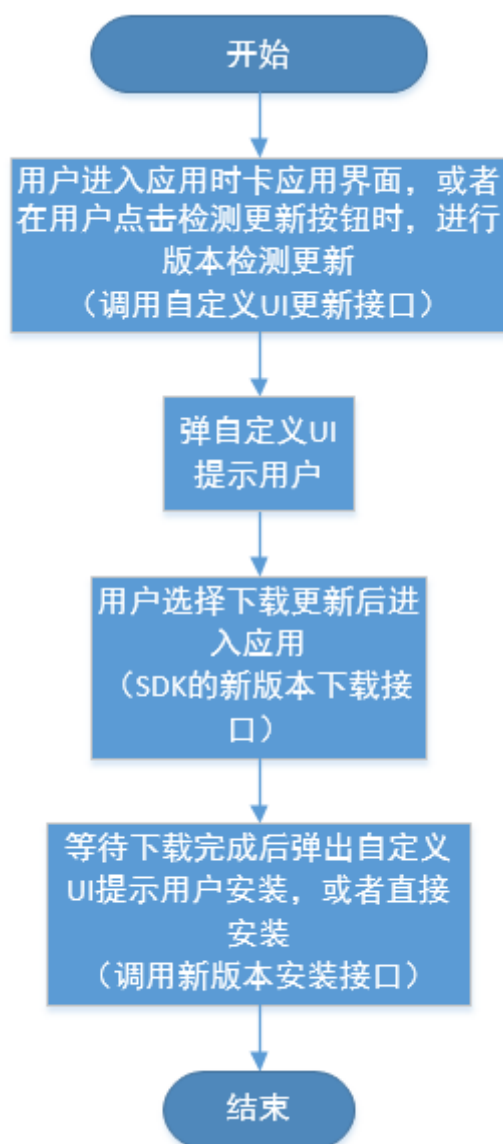 开始
用户进入应用时卡应用界面，或者
在用户点击检测更新按钮时，进行
版本检测更新
（调用自定义UI更新接口）
弹自定义UI
提示用户
用户选择下载更新后进
入应用
（SDK的新版本下载接
口）
等待下载完成后弹出自定义
UI提示用户安装，或者直接
安装
（调用新版本安装接口）
结束